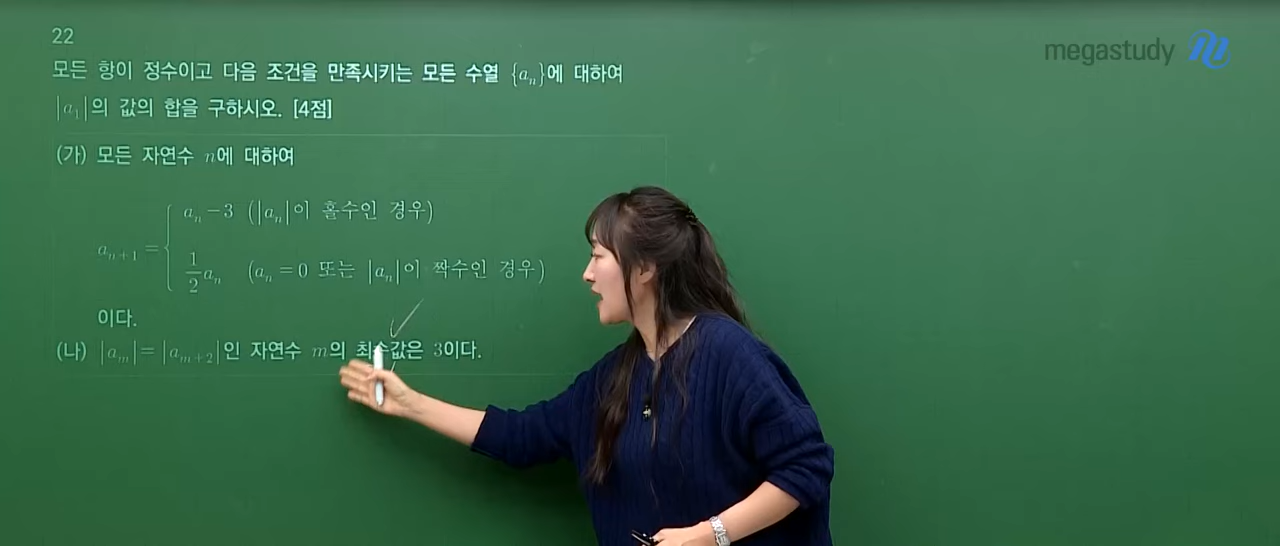 22
megastudy
모든 항이 정수이고 다음 조건을 만족시키는 모든 수열 {aₙ}에 대하여
|a₁|의 값의 합을 구하시오. [4점]
(가) 모든 자연수 n에 대하여
aₙ−3 (|aₙ|이 홀수인 경우)
aₙ₊₁ =
1/2 aₙ (aₙ=0 또는 |aₙ|이 짝수인 경우)
이다.
(나) |aₘ|=|aₘ₊₂|인 자연수 m의 최솟값은 3이다.